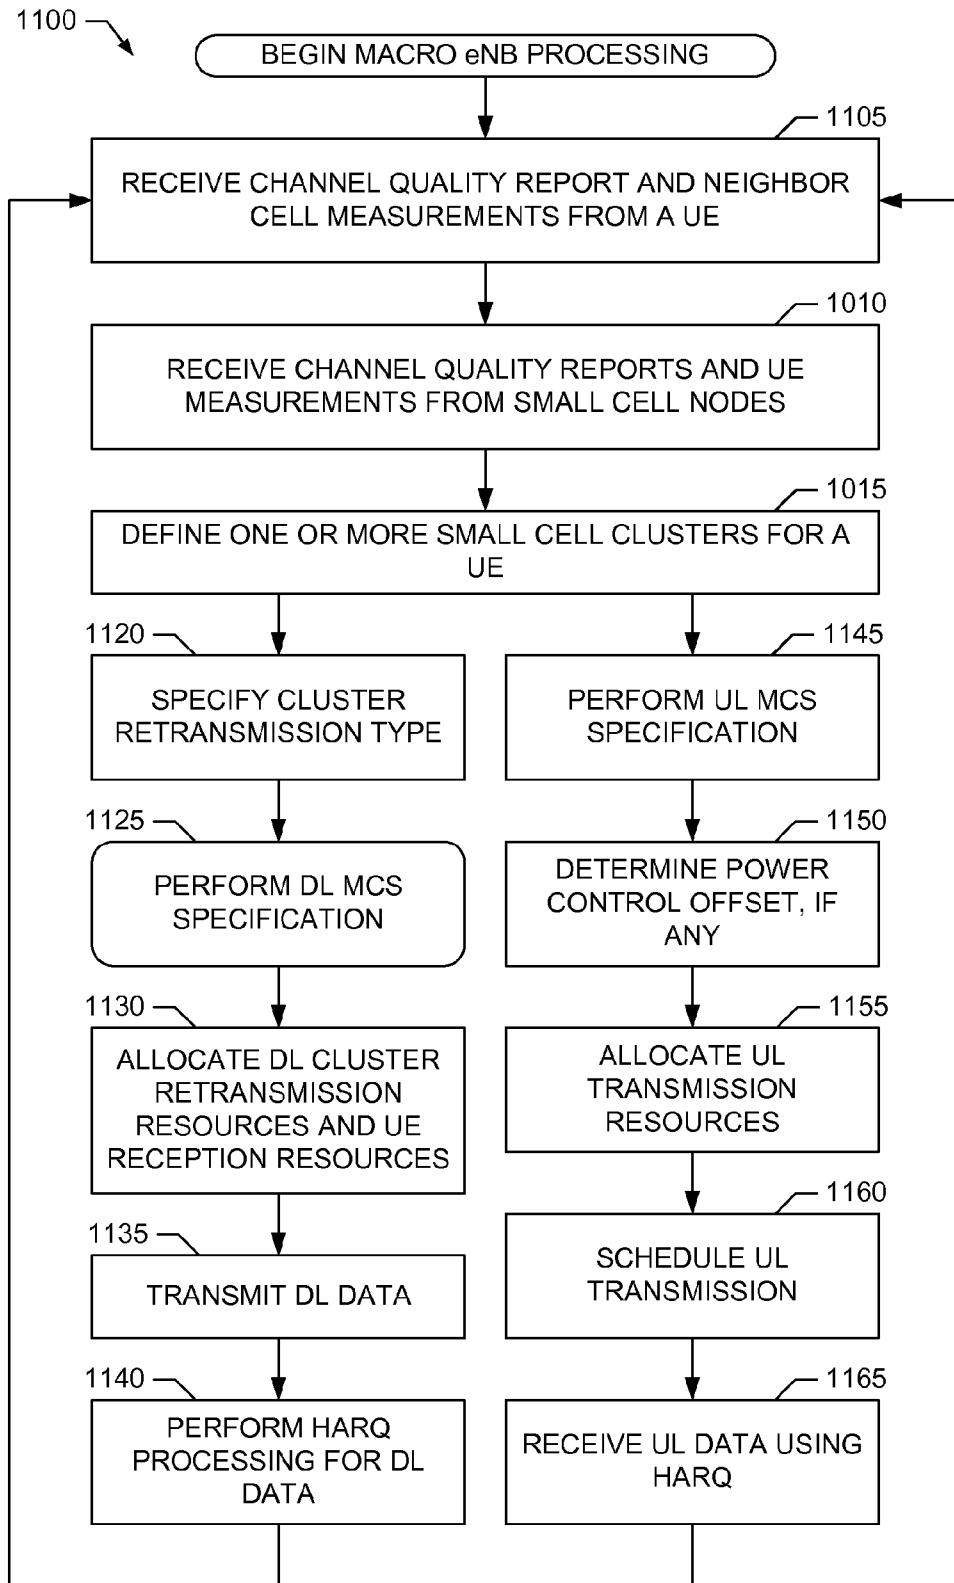 1100
BEGIN MACRO eNB PROCESSING
1105
RECEIVE CHANNEL QUALITY REPORT AND NEIGHBOR
CELL MEASUREMENTS FROM A UE
1010
RECEIVE CHANNEL QUALITY REPORTS AND UE
MEASUREMENTS FROM SMALL CELL NODES
1015
DEFINE ONE OR MORE SMALL CELL CLUSTERS FOR A
UE
1120
SPECIFY CLUSTER
RETRANSMISSION TYPE
1125
PERFORM DL MCS
SPECIFICATION
1130
ALLOCATE DL CLUSTER
RETRANSMISSION
RESOURCES AND UE
RECEPTION RESOURCES
1135
TRANSMIT DL DATA
1140
PERFORM HARQ
PROCESSING FOR DL
DATA
1145
PERFORM UL MCS
SPECIFICATION
1150
DETERMINE POWER
CONTROL OFFSET, IF
ANY
1155
ALLOCATE UL
TRANSMISSION
RESOURCES
1160
SCHEDULE UL
TRANSMISSION
1165
RECEIVE UL DATA USING
HARQ